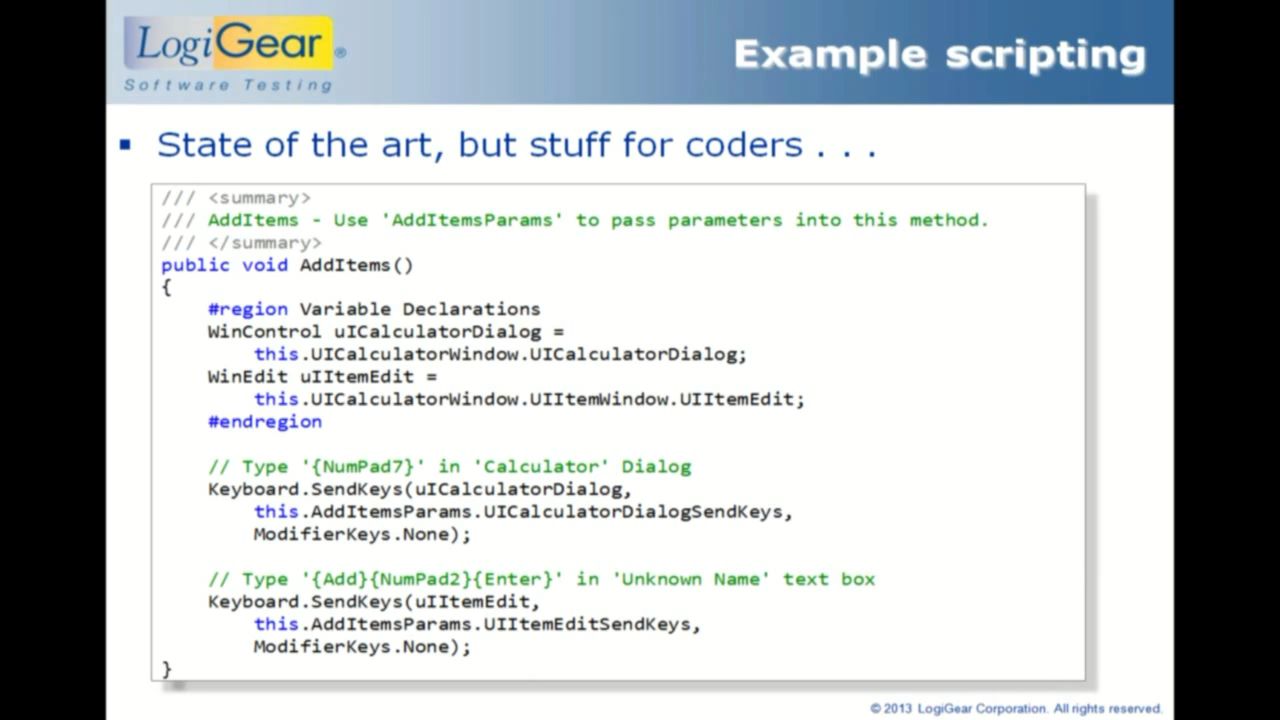 LogiGear®
Software Testing
Example scripting
▪ State of the art, but stuff for coders . . .
/// <summary>
/// AddItems - Use 'AddItemsParams' to pass parameters into this method.
/// </summary>
public void AddItems()
{
    #region Variable Declarations
    WinControl uICalculatorDialog =
        this.UICalculatorWindow.UICalculatorDialog;
    WinEdit uIItemEdit =
        this.UICalculatorWindow.UIItemWindow.UIItemEdit;
    #endregion

    // Type '{NumPad7}' in 'Calculator' Dialog
    Keyboard.SendKeys(uICalculatorDialog,
        this.AddItemsParams.UICalculatorDialogSendKeys,
        ModifierKeys.None);

    // Type '{Add}{NumPad2}{Enter}' in 'Unknown Name' text box
    Keyboard.SendKeys(uIItemEdit,
        this.AddItemsParams.UIItemEditSendKeys,
        ModifierKeys.None);
}
© 2013 LogiGear Corporation. All rights reserved.